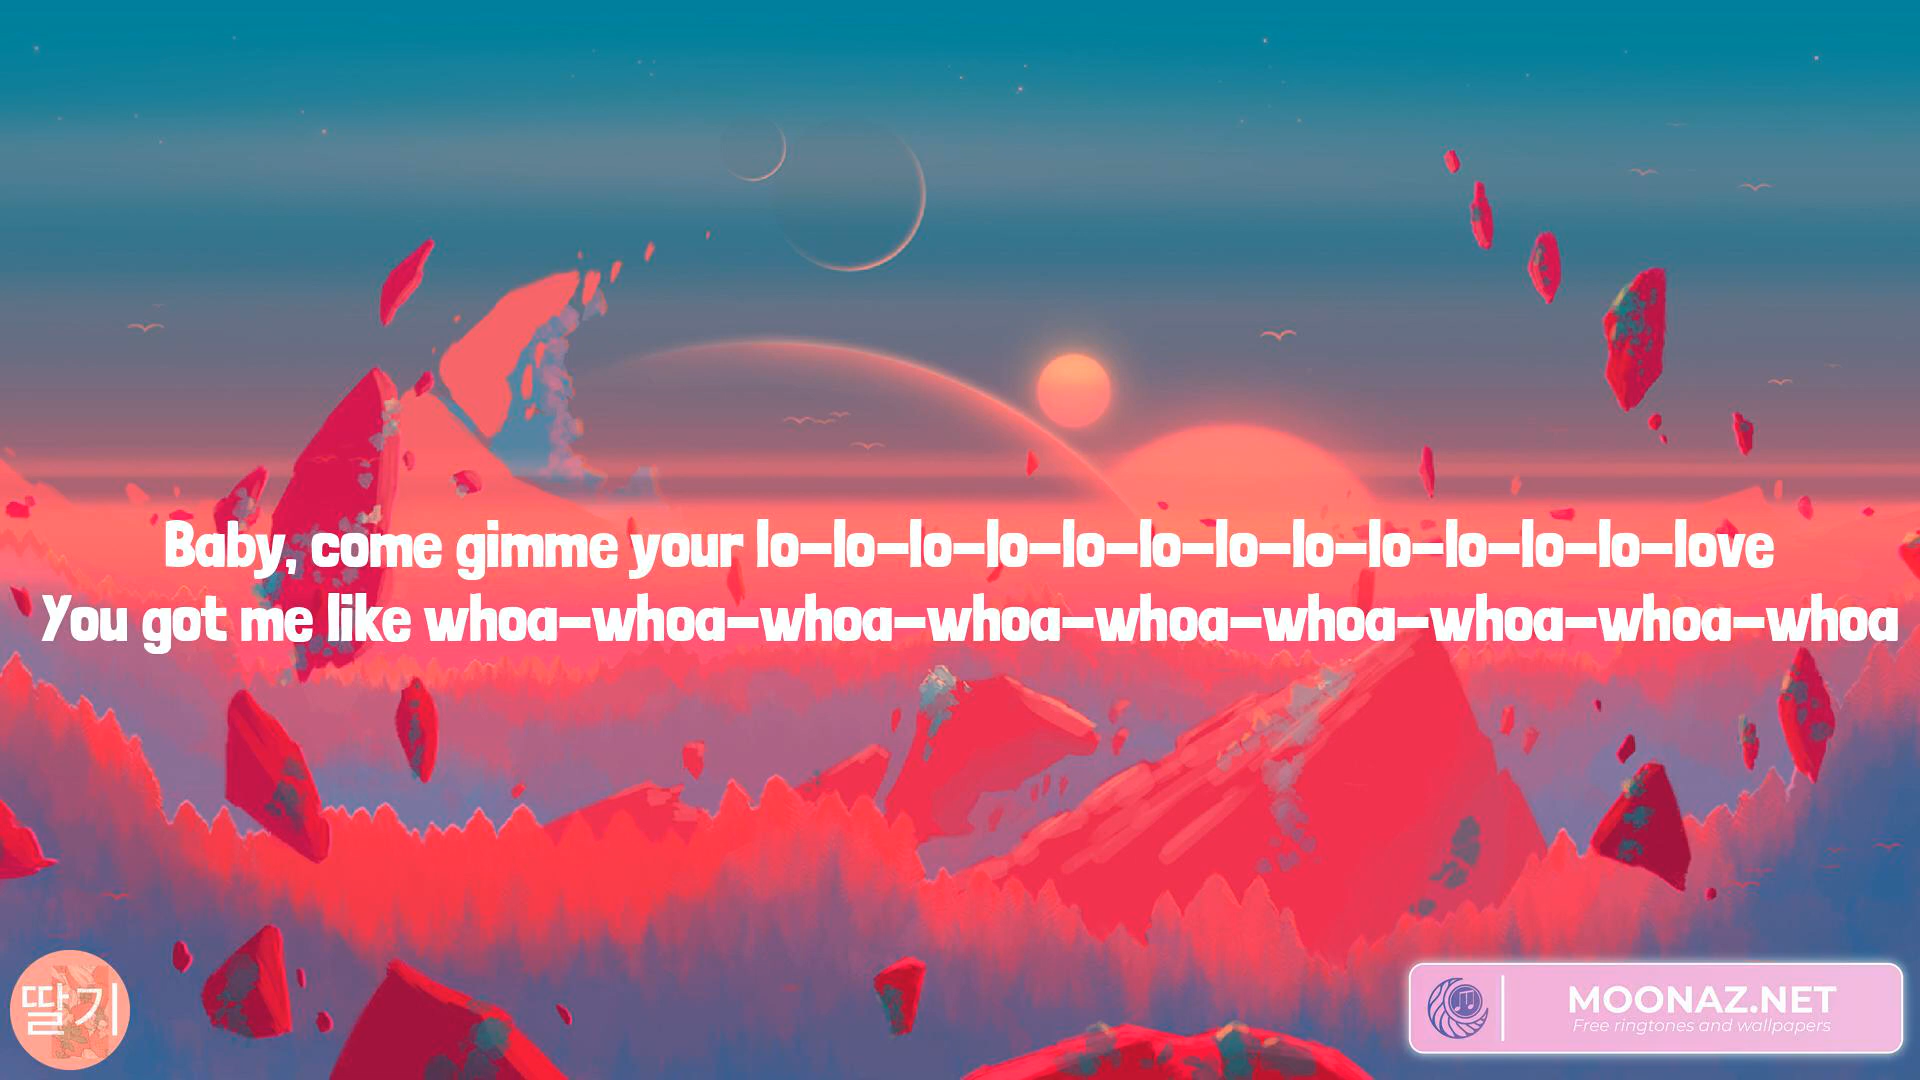 Baby, come gimme your lo–lo–lo–lo–lo–lo–lo–lo–lo–lo–lo–lo–love
You got me like whoa–whoa–whoa–whoa–whoa–whoa–whoa–whoa–whoa
딸기
MOONAZ.NET
Free ringtones and wallpapers